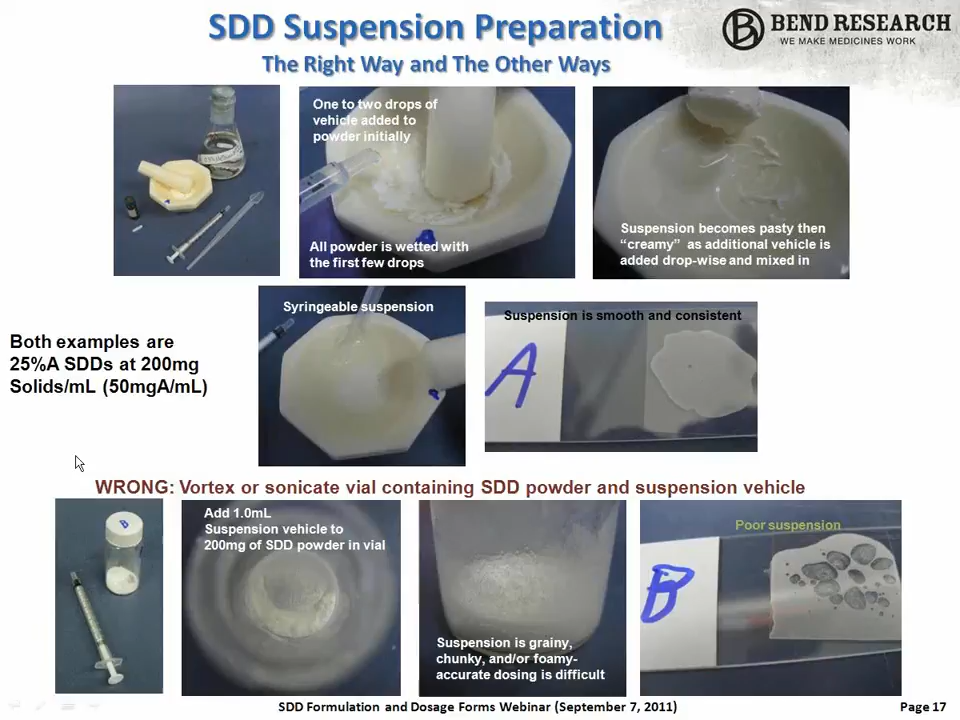 SDD Suspension Preparation
The Right Way and The Other Ways
BEND RESEARCH
WE MAKE MEDICINES WORK
One to two drops of
vehicle added to
powder initially
All powder is wetted with
the first few drops
Suspension becomes pasty then
“creamy” as additional vehicle is
added drop-wise and mixed in
Both examples are
25%A SDDs at 200mg
Solids/mL (50mgA/mL)
Syringeable suspension
Suspension is smooth and consistent
A
WRONG: Vortex or sonicate vial containing SDD powder and suspension vehicle
B
Add 1.0mL
Suspension vehicle to
200mg of SDD powder in vial
Suspension is grainy,
chunky, and/or foamy-
accurate dosing is difficult
Poor suspension
B
SDD Formulation and Dosage Forms Webinar (September 7, 2011)
Page 17